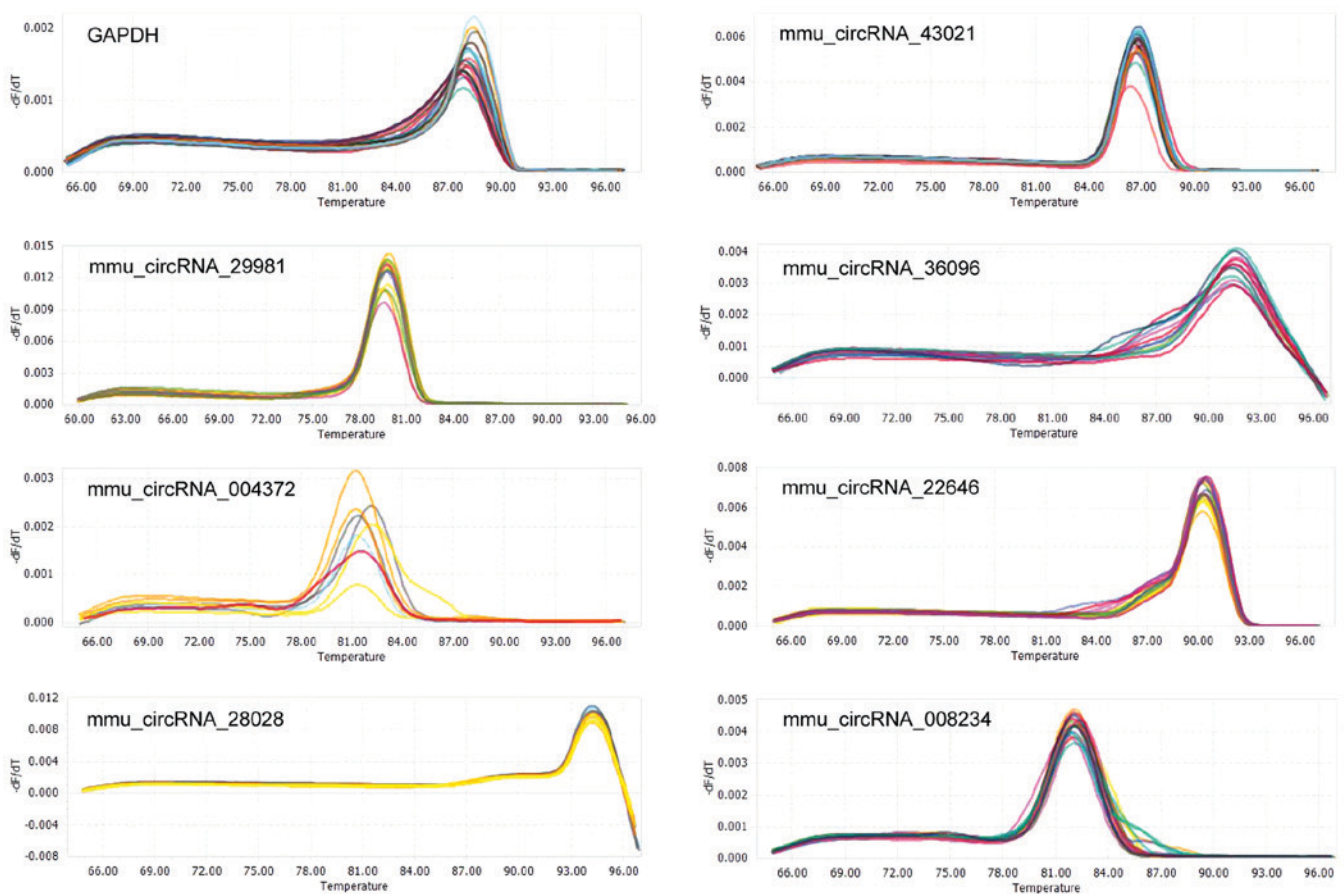 GAPDH
-dF/dT
0.002
0.001
0.000
66.00 69.00 72.00 75.00 78.00 81.00 84.00 87.00 90.00 93.00 96.00
Temperature
mmu_circRNA_43021
-dF/dT
0.006
0.004
0.002
0.000
66.00 69.00 72.00 75.00 78.00 81.00 84.00 87.00 90.00 93.00 96.00
Temperature
mmu_circRNA_29981
-dF/dT
0.015
0.012
0.009
0.006
0.003
0.000
60.00 63.00 66.00 69.00 72.00 75.00 78.00 81.00 84.00 87.00 90.00 93.00 96.00
Temperature
mmu_circRNA_36096
-dF/dT
0.004
0.003
0.002
0.001
0.000
66.00 69.00 72.00 75.00 78.00 81.00 84.00 87.00 90.00 93.00 96.00
Temperature
mmu_circRNA_004372
-dF/dT
0.003
0.002
0.001
0.000
66.00 69.00 72.00 75.00 78.00 81.00 84.00 87.00 90.00 93.00 96.00
Temperature
mmu_circRNA_22646
-dF/dT
0.008
0.006
0.004
0.002
0.000
66.00 69.00 72.00 75.00 78.00 81.00 84.00 87.00 90.00 93.00 96.00
Temperature
mmu_circRNA_28028
-dF/dT
0.012
0.008
0.004
0.000
-0.004
-0.008
66.00 69.00 72.00 75.00 78.00 81.00 84.00 87.00 90.00 93.00 96.00
Temperature
mmu_circRNA_008234
-dF/dT
0.005
0.004
0.003
0.002
0.001
0.000
66.00 69.00 72.00 75.00 78.00 81.00 84.00 87.00 90.00 93.00 96.00
Temperature